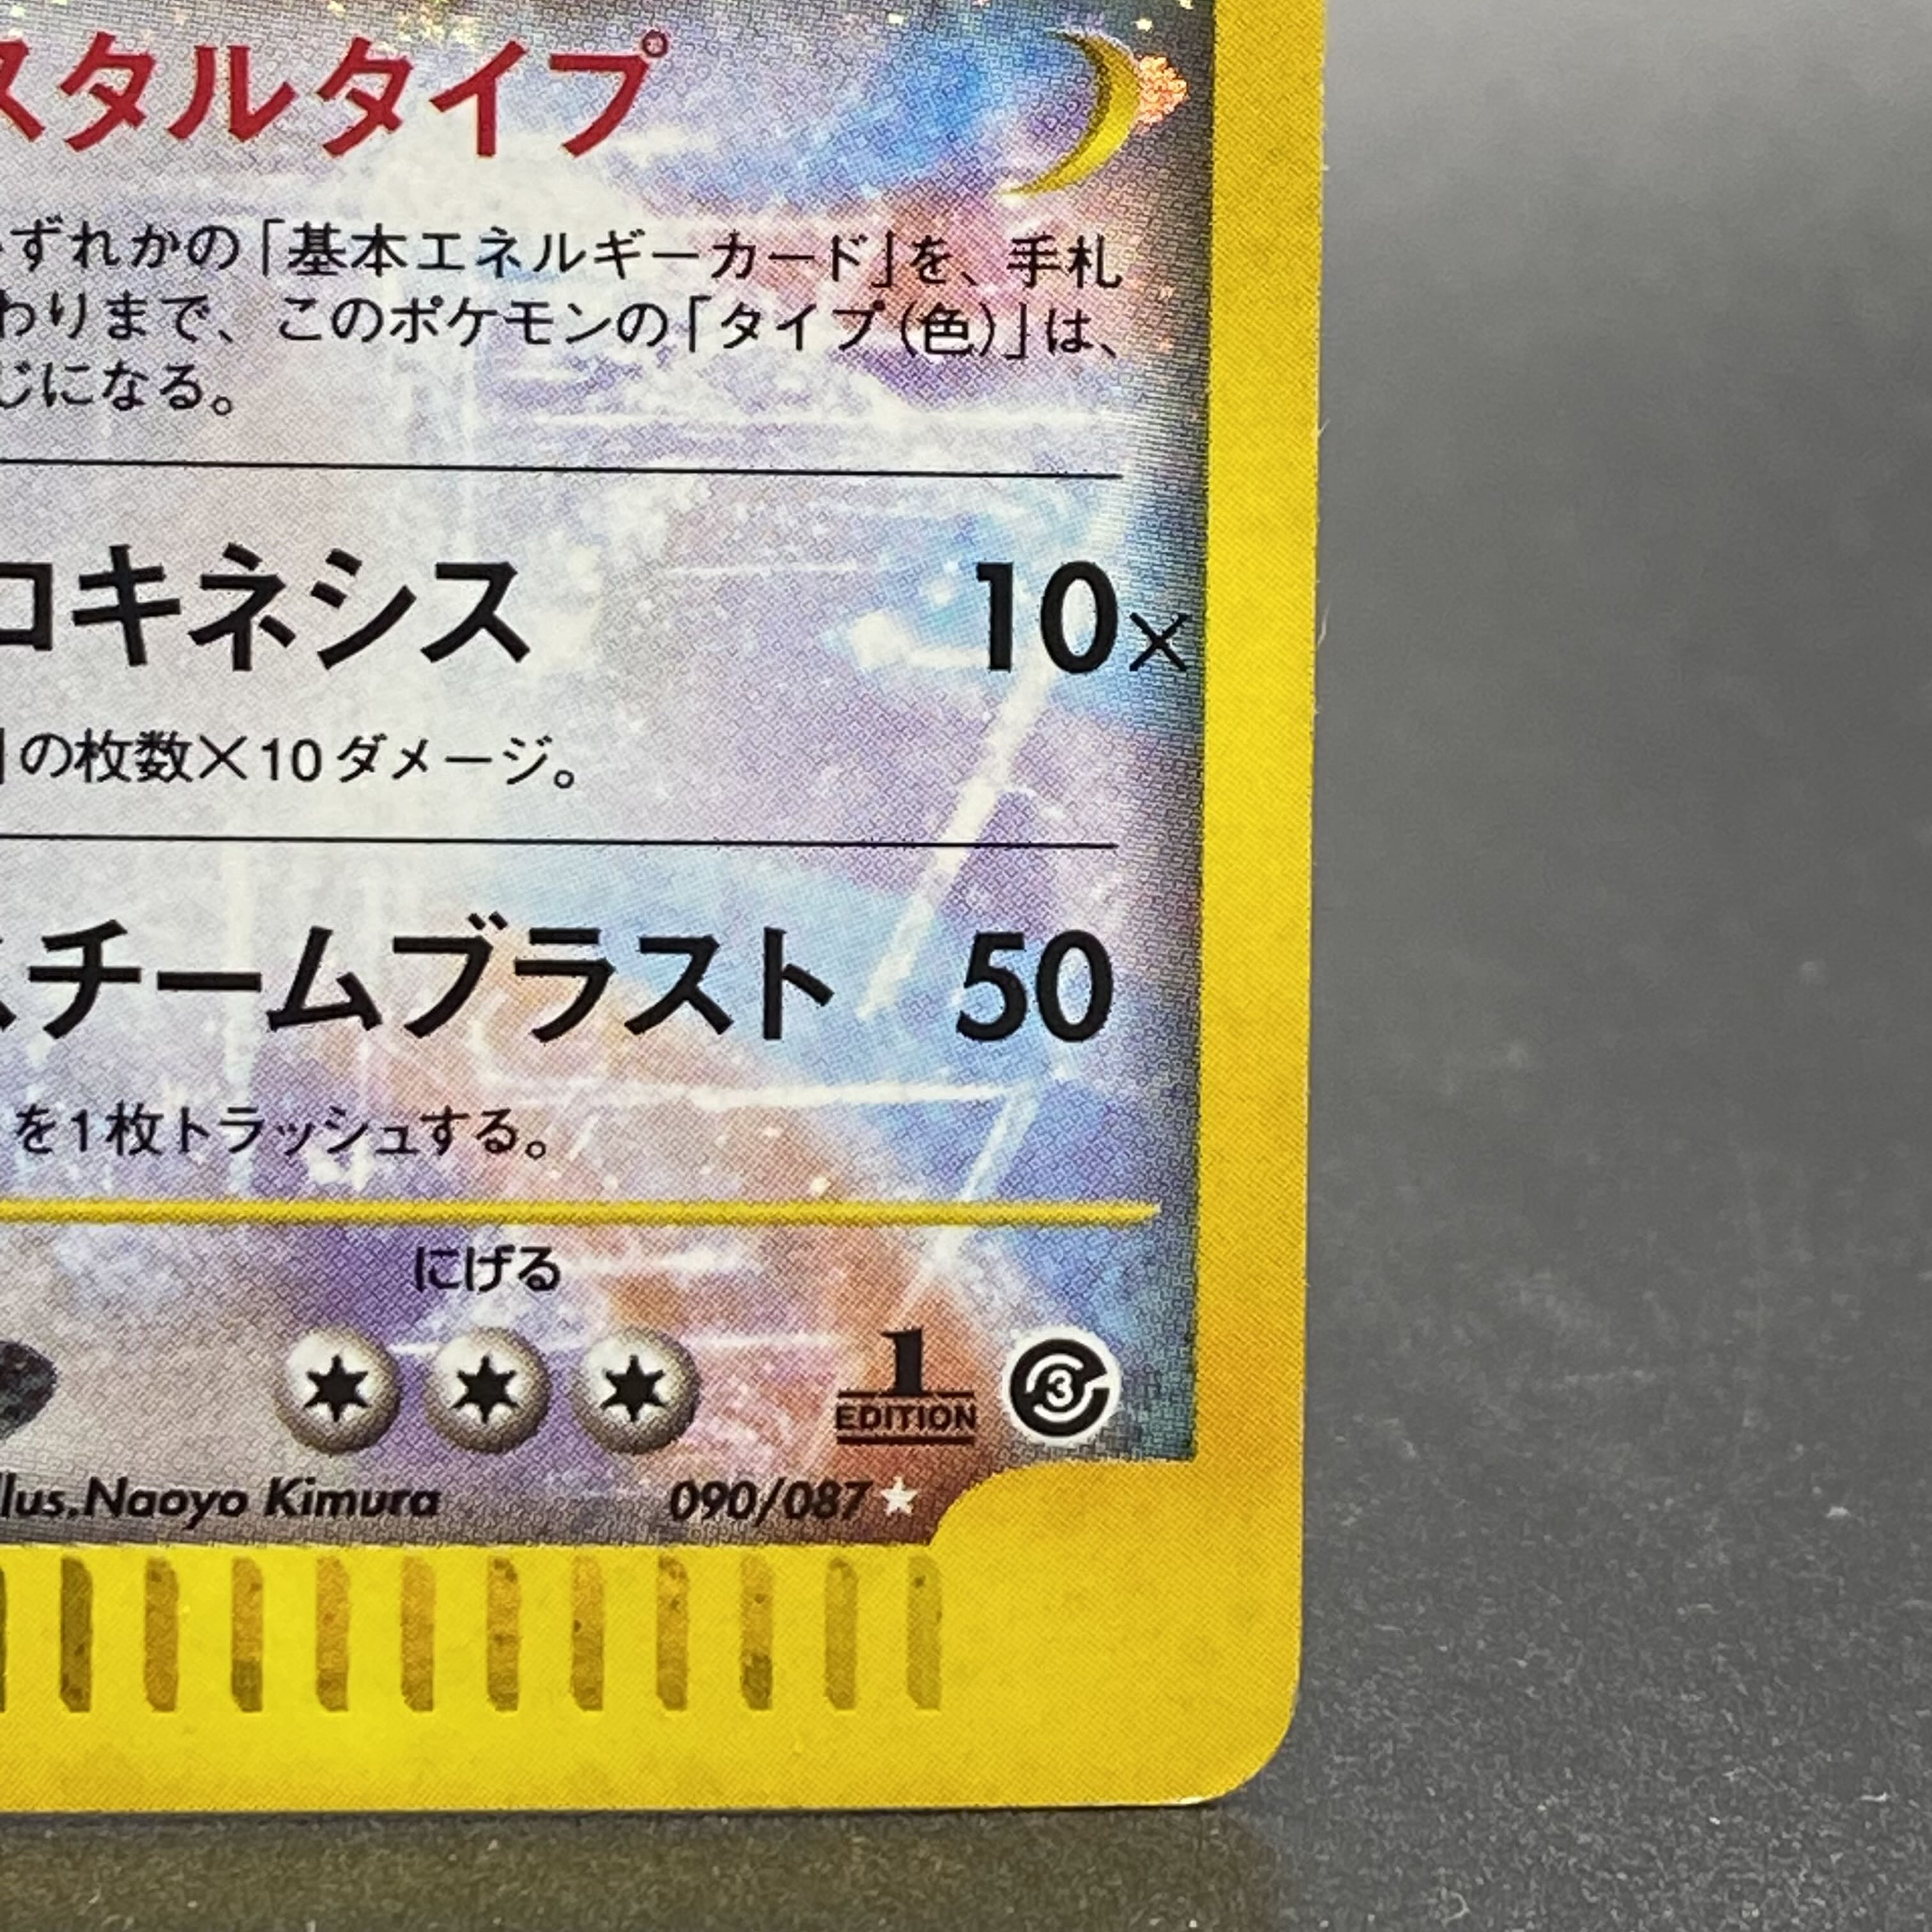 スタルタイプ
ずれかの「基本エネルギーカード」を、手札
わりまで、このポケモンの「タイプ(色)」は、
じになる。
コキネシス 10×
の枚数×10ダメージ。
スチームブラスト 50
を1枚トラッシュする。
にげる
1
EDITION
3
llus.Naoyo Kimura 090/087